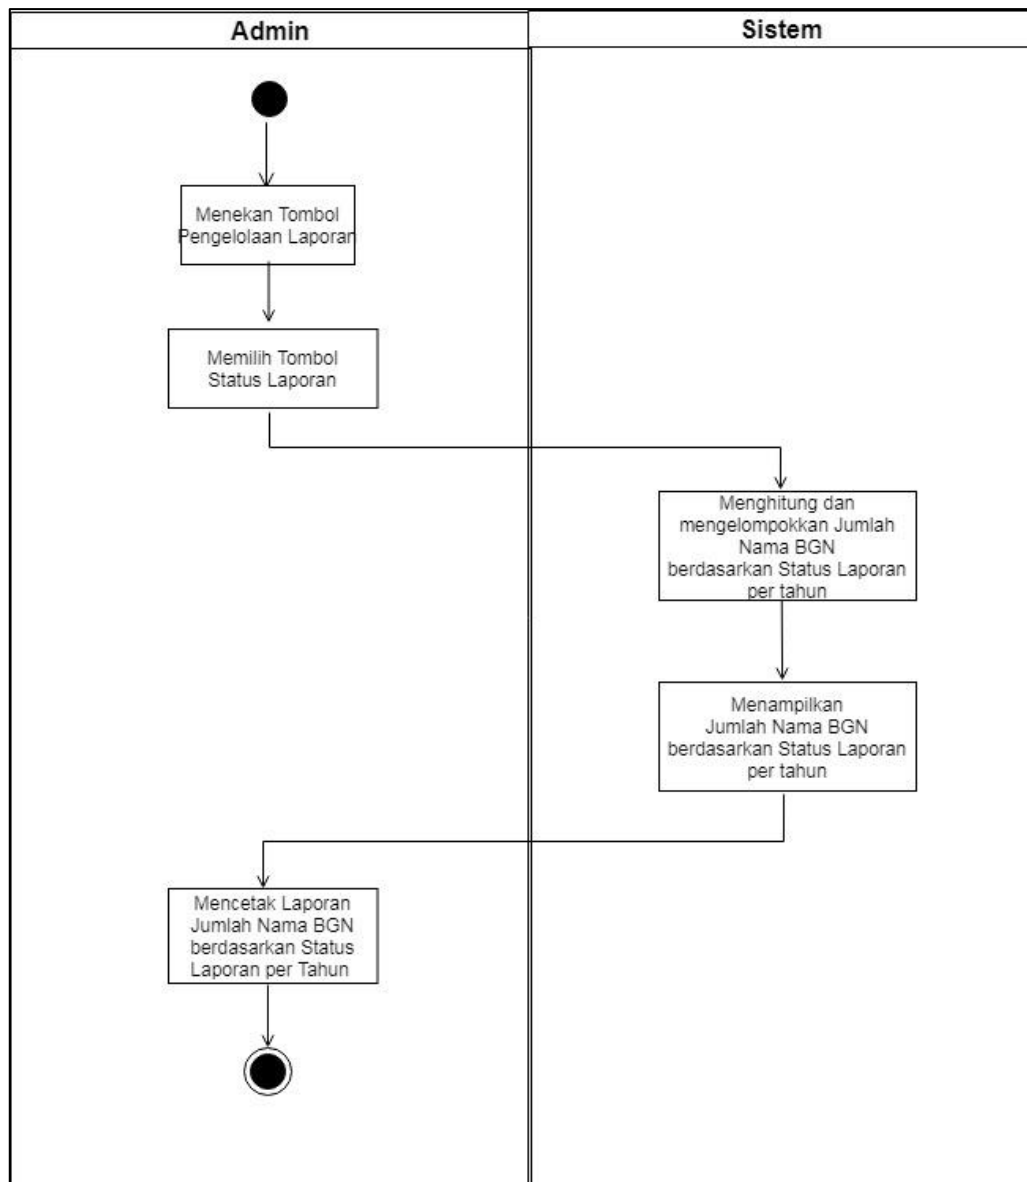 Admin
Sistem
Menekan Tombol
Pengelolaan Laporan
Memilih Tombol
Status Laporan
Menghitung dan
mengelompokkan Jumlah
Nama BGN
berdasarkan Status Laporan
per tahun
Menampilkan
Jumlah Nama BGN
berdasarkan Status Laporan
per tahun
Mencetak Laporan
Jumlah Nama BGN
berdasarkan Status
Laporan per Tahun